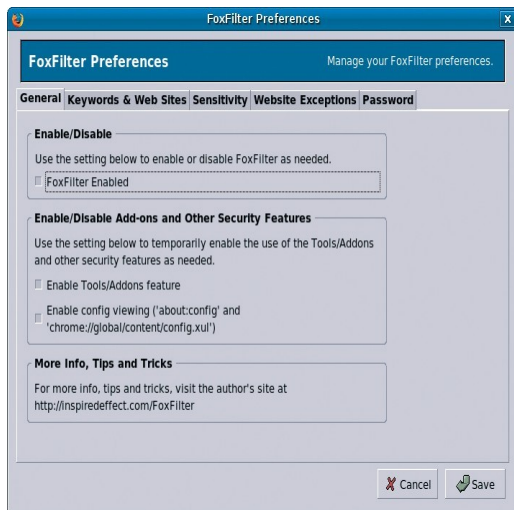 FoxFilter Preferences
FoxFilter Preferences
Manage your FoxFilter preferences.
General Keywords & Web Sites Sensitivity Website Exceptions Password
Enable/Disable
Use the setting below to enable or disable FoxFilter as needed.
FoxFilter Enabled
Enable/Disable Add-ons and Other Security Features
Use the setting below to temporarily enable the use of the Tools/Addons
and other security features as needed.
Enable Tools/Addons feature
Enable config viewing ('about:config' and
'chrome://global/content/config.xul')
More Info, Tips and Tricks
For more info, tips and tricks, visit the author's site at
http://inspiredeffect.com/FoxFilter
Cancel Save